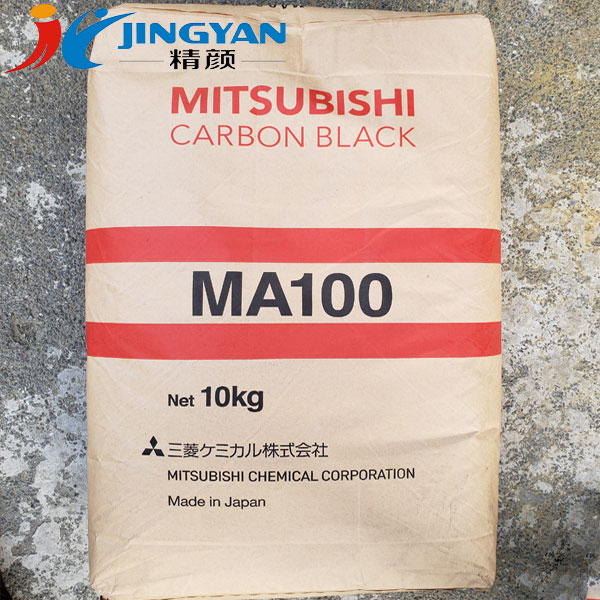 JINGYAN
精颜
MITSUBISHI
CARBON BLACK
MA100
Net 10kg
三菱ケミカル株式会社
MITSUBISHI CHEMICAL CORPORATION
Made in Japan